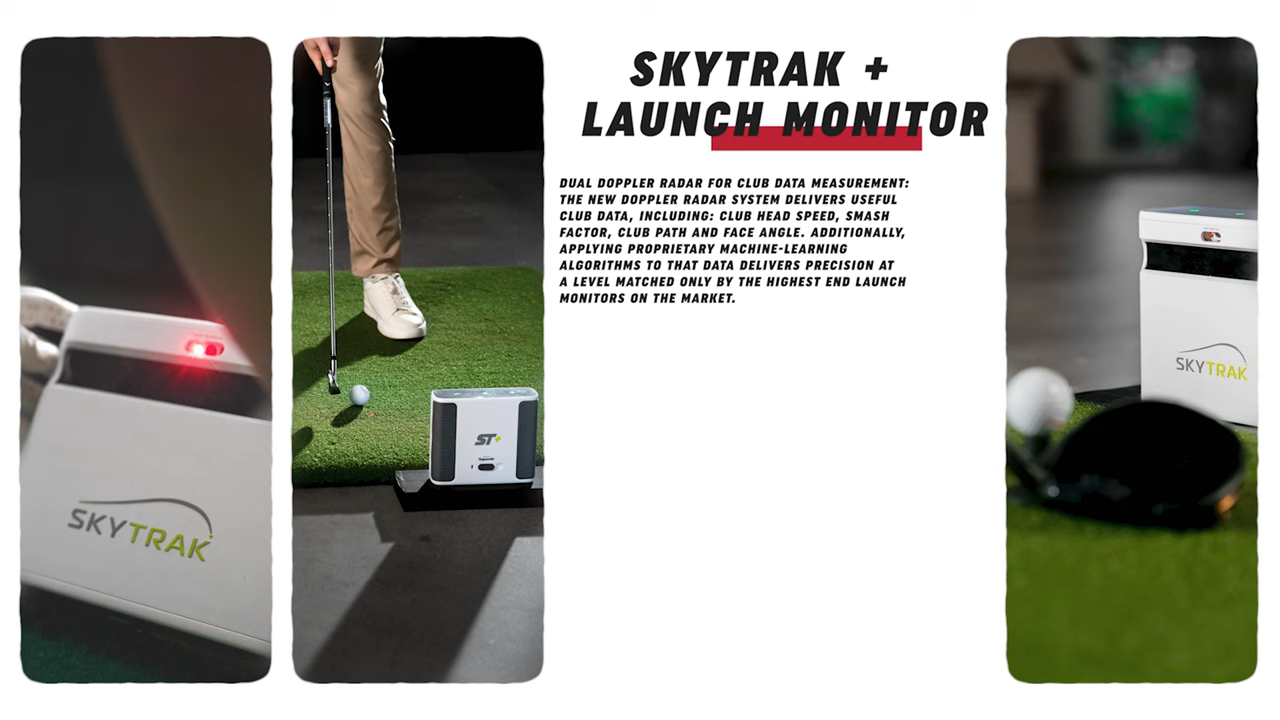 SKYTRAK +
LAUNCH MONITOR
DUAL DOPPLER RADAR FOR CLUB DATA MEASUREMENT:
THE NEW DOPPLER RADAR SYSTEM DELIVERS USEFUL
CLUB DATA, INCLUDING: CLUB HEAD SPEED, SMASH
FACTOR, CLUB PATH AND FACE ANGLE. ADDITIONALLY,
APPLYING PROPRIETARY MACHINE-LEARNING
ALGORITHMS TO THAT DATA DELIVERS PRECISION AT
A LEVEL MATCHED ONLY BY THE HIGHEST END LAUNCH
MONITORS ON THE MARKET.
SKYTRAK
ST+
SKYTRAK